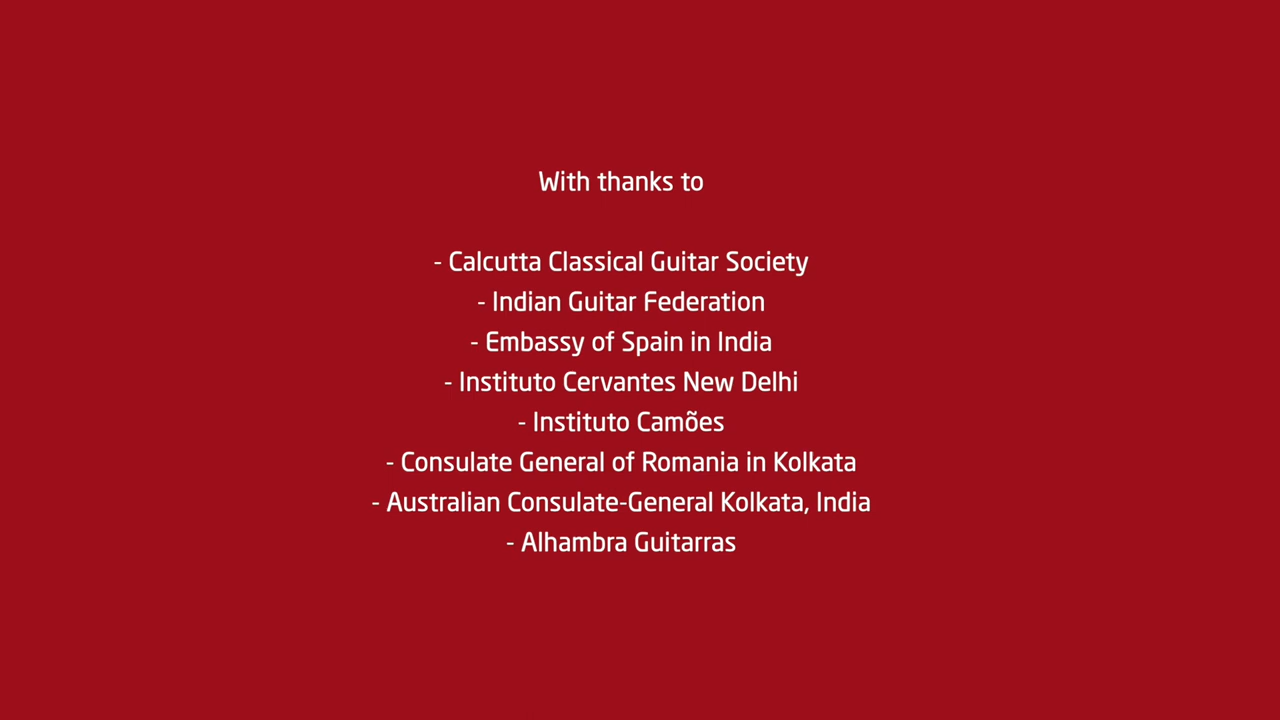 With thanks to
- Calcutta Classical Guitar Society
- Indian Guitar Federation
- Embassy of Spain in India
- Instituto Cervantes New Delhi
- Instituto Camões
- Consulate General of Romania in Kolkata
- Australian Consulate-General Kolkata, India
- Alhambra Guitarras